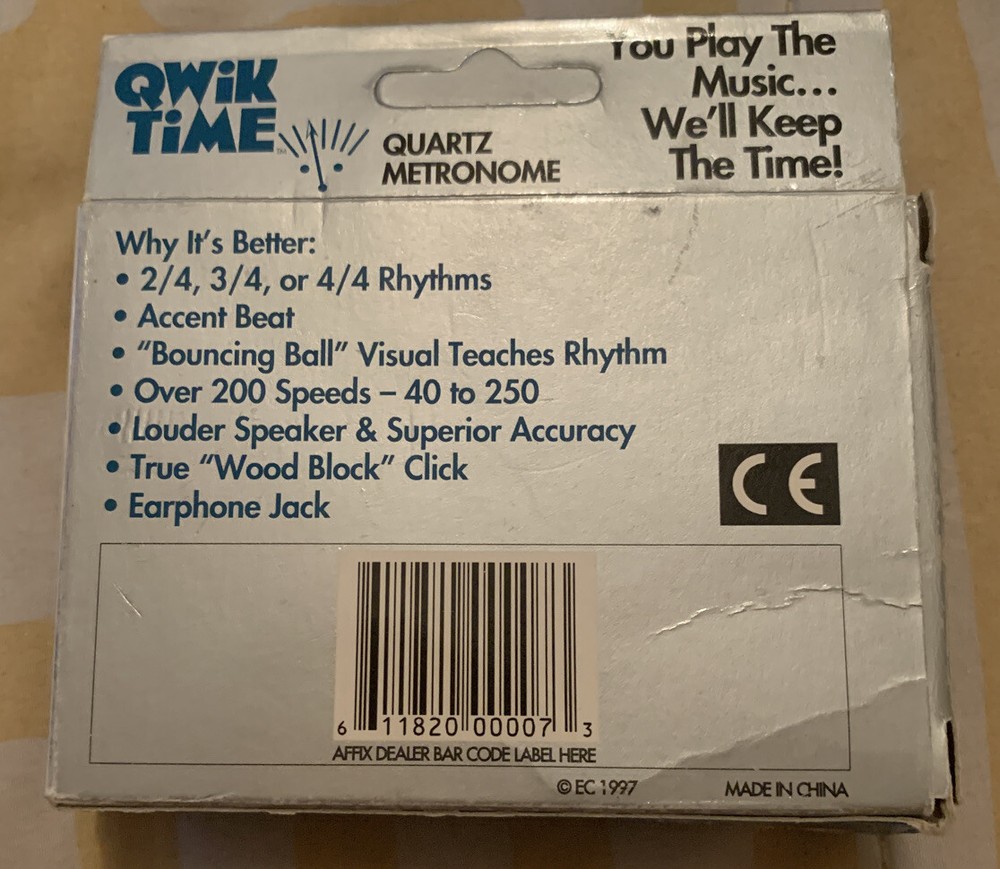 QWiK
TiME™
QUARTZ
METRONOME
You Play The
Music...
We'll Keep
The Time!
Why It's Better:
• 2/4, 3/4, or 4/4 Rhythms
• Accent Beat
• "Bouncing Ball" Visual Teaches Rhythm
• Over 200 Speeds – 40 to 250
• Louder Speaker & Superior Accuracy
• True "Wood Block" Click
• Earphone Jack
CE
6 11820 00007 3
AFFIX DEALER BAR CODE LABEL HERE
© EC 1997
MADE IN CHINA